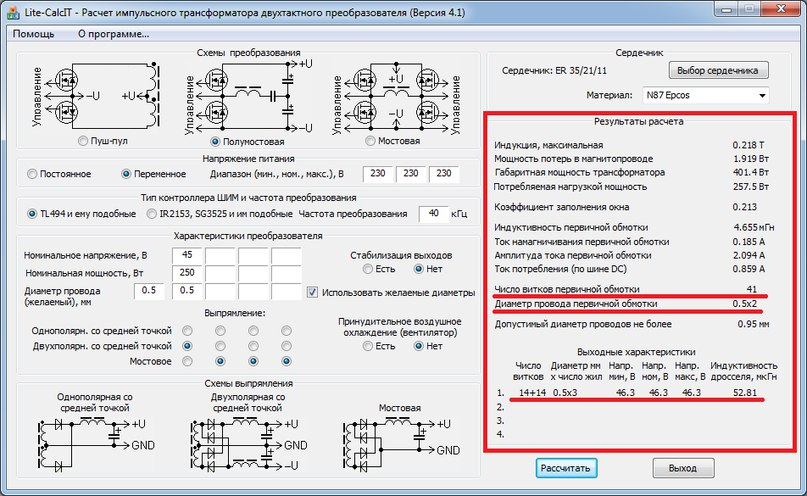 Lite-CalcIT - Расчет импульсного трансформатора двухтактного преобразователя (Версия 4.1)
Помощь О программе...
Схемы преобразования
Управление -U +U
Управление +U -U
Управление +U -U
Пуш-пул Полумостовая Мостовая
Напряжение питания
Постоянное Переменное Диапазон (мин., ном., макс.), В 230 230 230
Тип контроллера ШИМ и частота преобразования
TL494 и ему подобные IR2153, SG3525 и им подобные Частота преобразования 40 кГц
Характеристики преобразователя
Номинальное напряжение, В 45
Номинальная мощность, Вт 250
Диаметр провода (желаемый), мм 0.5 0.5
Стабилизация выходов
Есть Нет
Использовать желаемые диаметры
Выпрямление:
Однополярн. со средней точкой
Двухполярн. со средней точкой
Мостовое
Принудительное воздушное
охлаждение (вентилятор)
Есть Нет
Схемы выпрямления
Однополярная со
средней точкой
+U
GND
Двухполярная со
средней точкой
+U
GND
-U
Мостовая
+U
GND
Сердечник
Сердечник: ER 35/21/11 Выбор сердечника
Материал: N87 Epcos
Результаты расчета
Индукция, максимальная 0.218 Т
Мощность потерь в магнитопроводе 1.919 Вт
Габаритная мощность трансформатора 401.4 Вт
Потребляемая нагрузкой мощность 257.5 Вт
Коэффициент заполнения окна 0.213
Индуктивность первичной обмотки 4.655 мГн
Ток намагничивания первичной обмотки 0.185 А
Амплитуда тока первичной обмотки 2.094 А
Ток потребления (по шине DC) 0.859 А
Число витков первичной обмотки 41
Диаметр провода первичной обмотки 0.5x2
Допустимый диаметр проводов не более 0.95 мм
Выходные характеристики
Число Диаметр мм Напр. Напр. Напр. Индуктивность
витков х число жил мин, В ном, В макс, В дросселя, мкГн
1. 14+14 0.5x3 46.3 46.3 46.3 52.81
2.
3.
4.
Рассчитать Выход